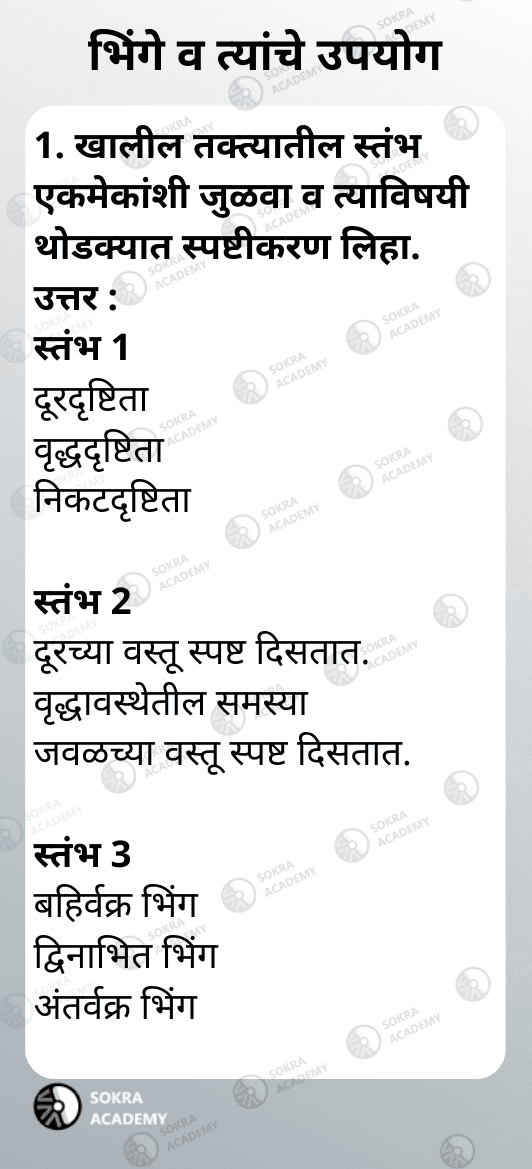 भिंगे व त्यांचे उपयोग
1. खालील तक्त्यातील स्तंभ
एकमेकांशी जुळवा व त्याविषयी
थोडक्यात स्पष्टीकरण लिहा.
उत्तर :
स्तंभ 1
दूरदृष्टिता
वृद्धदृष्टिता
निकटदृष्टिता
स्तंभ 2
दूरच्या वस्तू स्पष्ट दिसतात.
वृद्धावस्थेतील समस्या
जवळच्या वस्तू स्पष्ट दिसतात.
स्तंभ 3
बहिर्वक्र भिंग
द्विनाभित भिंग
अंतर्वक्र भिंग
SOKRA
ACADEMY